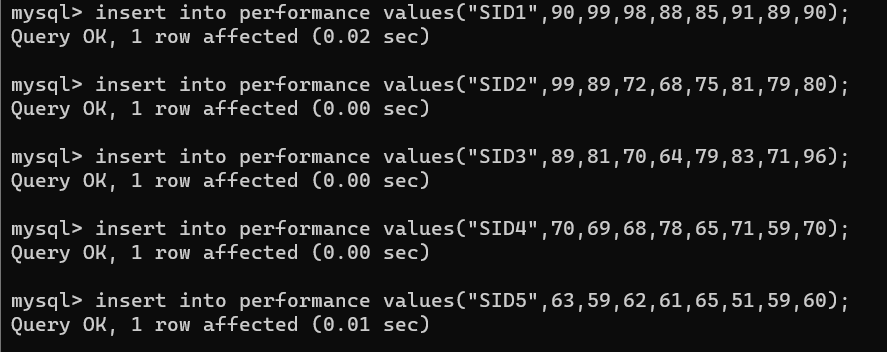 mysql> insert into performance values("SID1",90,99,98,88,85,91,89,90);
Query OK, 1 row affected (0.02 sec)
mysql> insert into performance values("SID2",99,89,72,68,75,81,79,80);
Query OK, 1 row affected (0.00 sec)
mysql> insert into performance values("SID3",89,81,70,64,79,83,71,96);
Query OK, 1 row affected (0.00 sec)
mysql> insert into performance values("SID4",70,69,68,78,65,71,59,70);
Query OK, 1 row affected (0.00 sec)
mysql> insert into performance values("SID5",63,59,62,61,65,51,59,60);
Query OK, 1 row affected (0.01 sec)